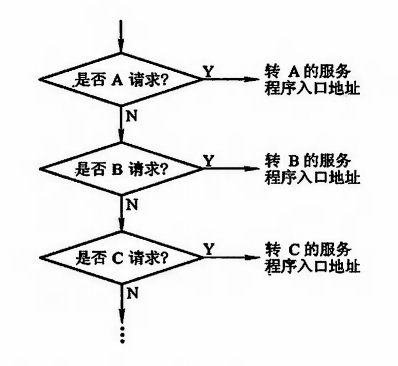 是否 A 请求?
Y
转 A 的服务
程序入口地址
N
是否 B 请求?
Y
转 B 的服务
程序入口地址
N
是否 C 请求?
Y
转 C 的服务
程序入口地址
N